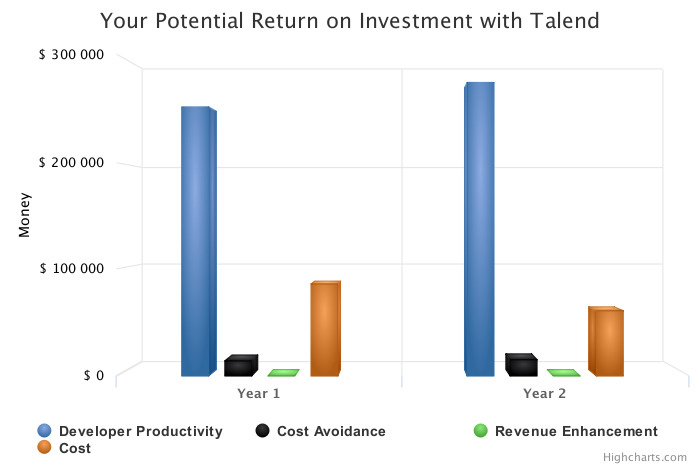 Your Potential Return on Investment with Talend
$ 300 000
$ 200 000
$ 100 000
$ 0
Money
Year 1
Year 2
Developer Productivity
Cost Avoidance
Revenue Enhancement
Cost
Highcharts.com